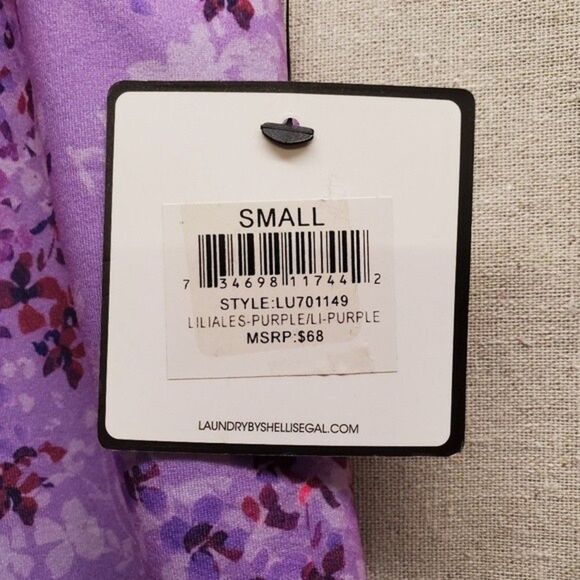 SMALL
7 34698 11744 2
STYLE:LU701149
LILIALES-PURPLE/LI-PURPLE
MSRP:$68
LAUNDRYBYSHELLISEGAL.COM